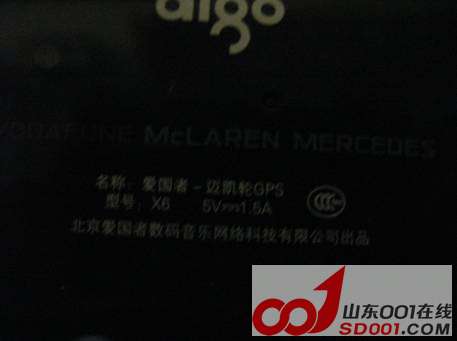 aigo
VODAFONE McLAREN MERCEDES
名称：爱国者－迈凯轮GPS
型号：X6 5V⎓1.5A
CCC
北京爱国者数码音乐网络科技有限公司出品
山东001在线
SD001.COM